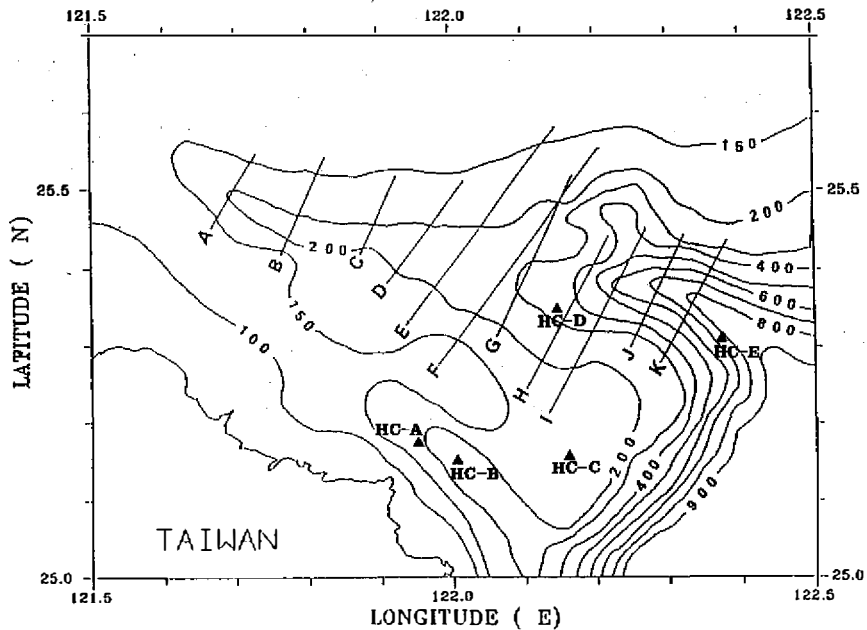 121.5 122.0 122.5
150
25.5 25.5
200
A
200
B
C
400
D
150
600
HC-D
E
800
100
G
HC-E
F
J
K
H
I
HC-A
HC-B
HC-C
200
400
900
TAIWAN
25.0 25.0
121.5 122.0 122.5
LONGITUDE ( E)
LATITUDE ( N)